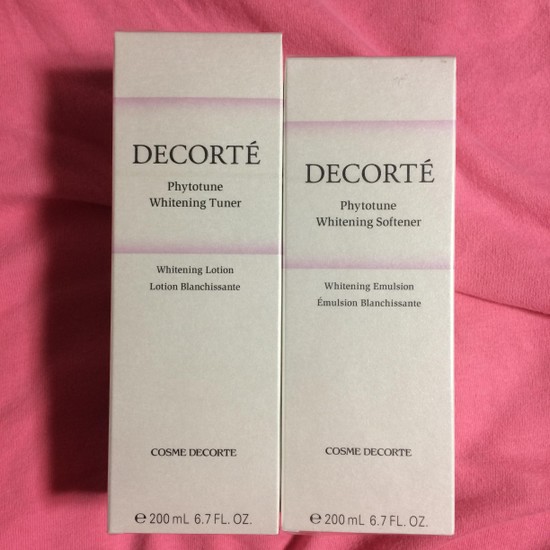 DECORTÉ
Phytotune
Whitening Tuner
Whitening Lotion
Lotion Blanchissante
COSME DECORTE
℮ 200 mL 6.7 FL. OZ.
DECORTÉ
Phytotune
Whitening Softener
Whitening Emulsion
Émulsion Blanchissante
COSME DECORTE
℮ 200 mL 6.7 FL. OZ.